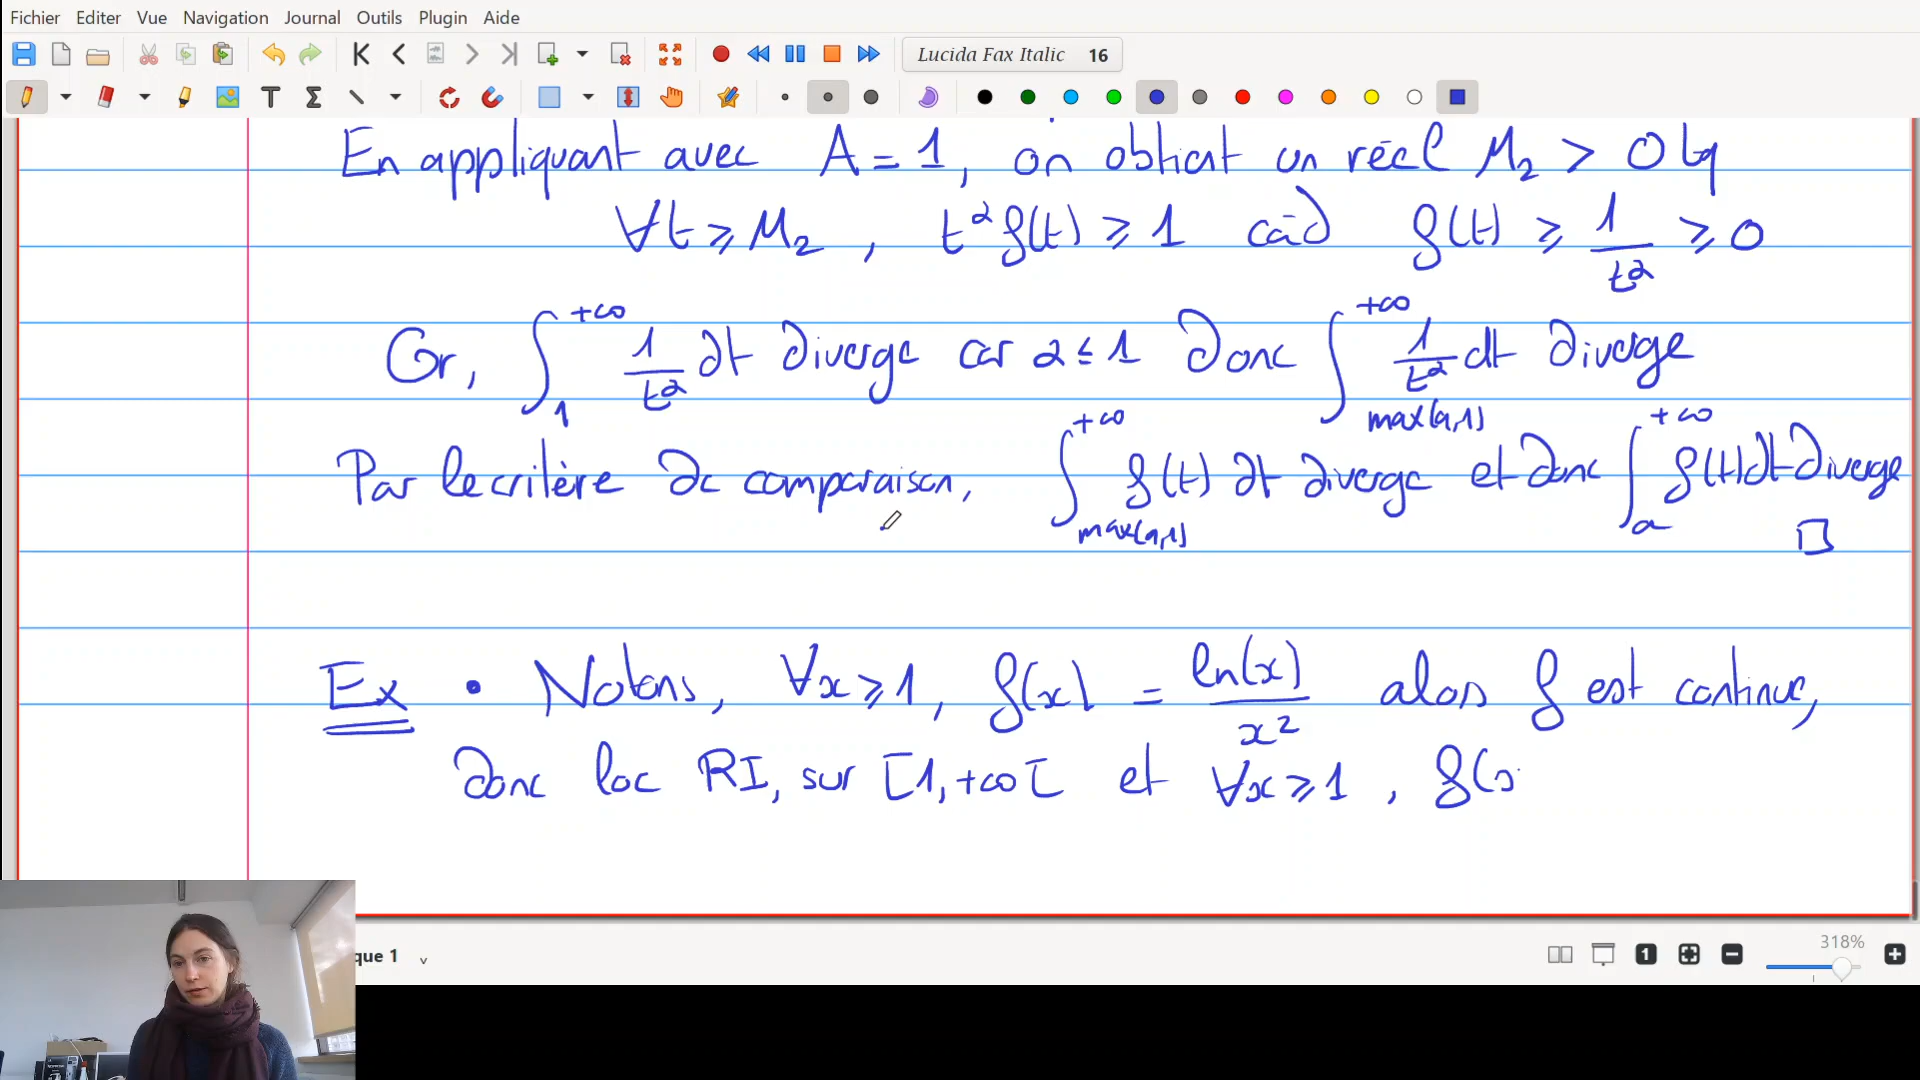 Fichier Editer Vue Navigation Journal Outils Plugin Aide
Lucida Fax Italic 16
En appliquant avec A = 1, on obtient un réel M₂ > 0 tq
∀t ≥ M₂, t^α f(t) ≥ 1 càd f(t) ≥ 1/t^α ≥ 0
Or, ∫₁^{+∞} 1/t^α dt diverge car α ≤ 1 Donc ∫_{max(a,1)}^{+∞} 1/t^α dt diverge
Par le critère de comparaison, ∫_{max(a,1)}^{+∞} f(t) dt diverge et donc ∫_a^{+∞} f(t) dt diverge □
Ex • Notons, ∀x ≥ 1, f(x) = ln(x)/x² alors f est continue,
donc loc RI, sur [1, +∞[ et ∀x ≥ 1, f(x
que 1
318%
1